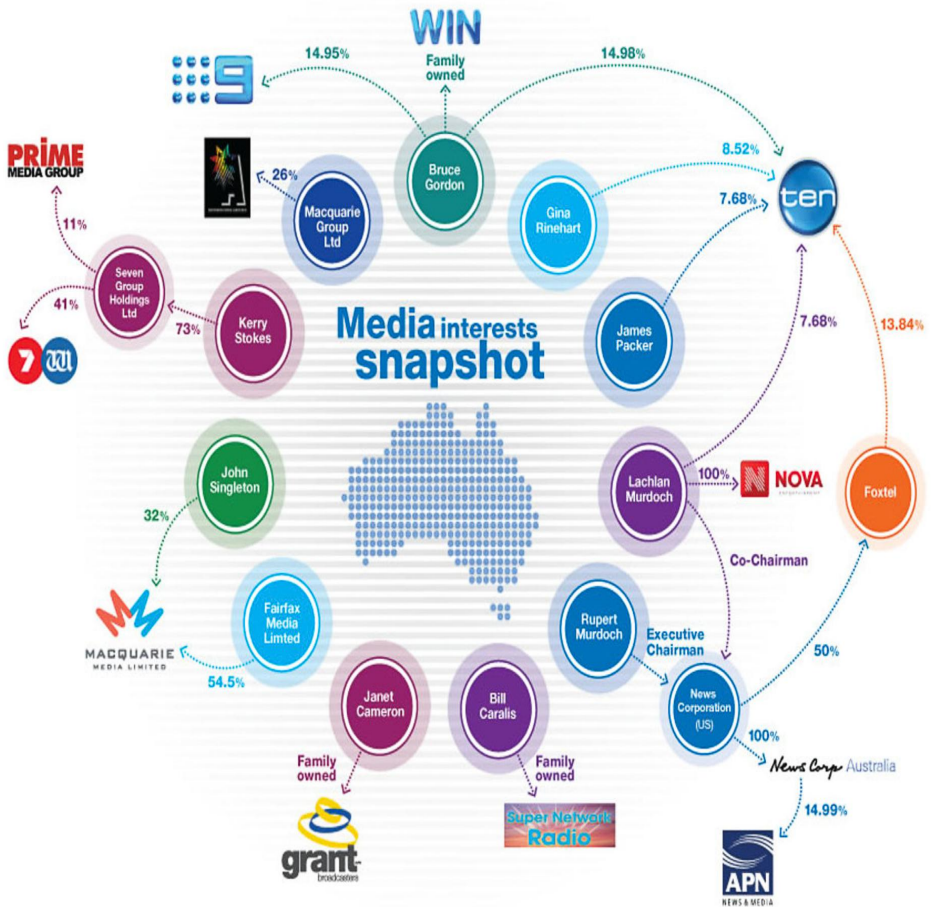 WIN
Family
owned
14.95%
14.98%
9
PRIME
MEDIA GROUP
26%
Macquarie
Group
Ltd
Bruce
Gordon
Gina
Rinehart
8.52%
7.68%
ten
11%
Seven
Group
Holdings
Ltd
41%
73%
Kerry
Stokes
7
Media interests
snapshot
James
Packer
7.68%
13.84%
John
Singleton
32%
Lachlan
Murdoch
100%
N NOVA
ENTERTAINMENT
Foxtel
Co-Chairman
MACQUARIE
MEDIA LIMITED
Fairfax
Media
Limted
54.5%
Rupert
Murdoch
Executive
Chairman
50%
Janet
Cameron
Bill
Caralis
News
Corporation
(US)
100%
Family
owned
Family
owned
News Corp Australia
14.99%
grant
broadcasters
Super Network
Radio
APN
NEWS & MEDIA